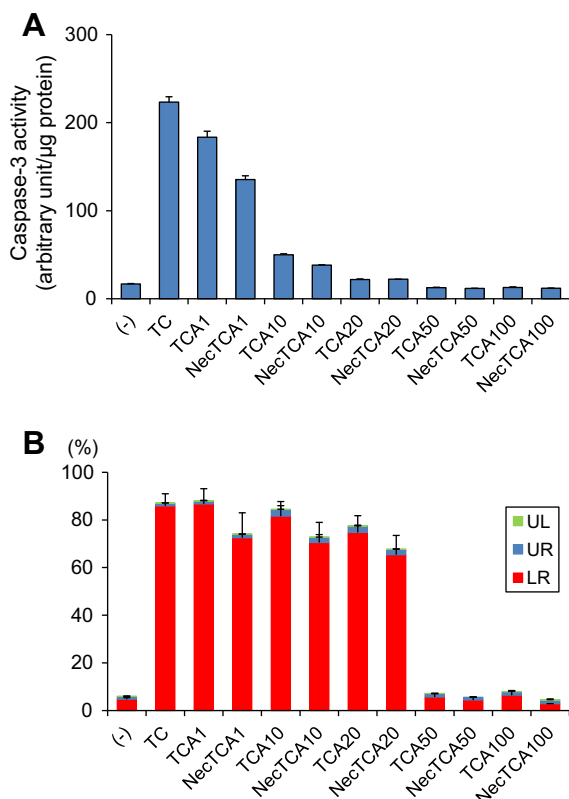 A
Caspase-3 activity
(arbitrary unit/µg protein)
300
200
100
0
(-)
TC
TCA1
NecTCA1
TCA10
NecTCA10
TCA20
NecTCA20
TCA50
NecTCA50
TCA100
NecTCA100
B
(%)
100
80
60
40
20
0
UL
UR
LR
(-)
TC
TCA1
NecTCA1
TCA10
NecTCA10
TCA20
NecTCA20
TCA50
NecTCA50
TCA100
NecTCA100